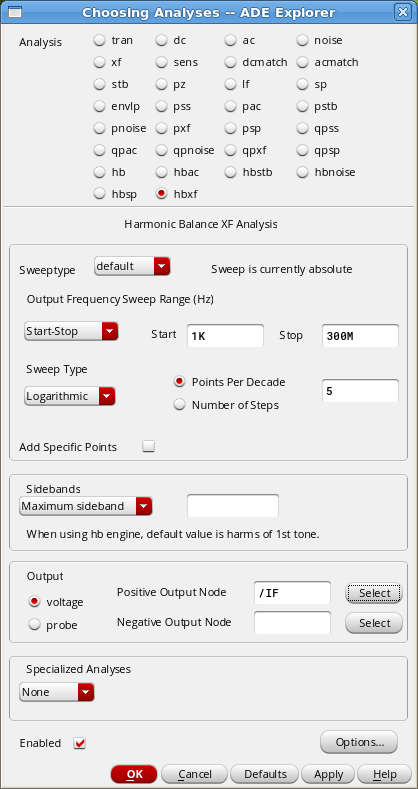 Choosing Analyses -- ADE Explorer
Analysis
tran dc ac noise
xf sens dcmatch acmatch
stb pz lf sp
envlp pss pac pstb
pnoise pxf psp qpss
qpac qpnoise qpxf qpsp
hb hbac hbstb hbnoise
hbsp hbxf
Harmonic Balance XF Analysis
Sweeptype default Sweep is currently absolute
Output Frequency Sweep Range (Hz)
Start-Stop Start 1K Stop 300M
Sweep Type
Logarithmic
Points Per Decade
Number of Steps
5
Add Specific Points
Sidebands
Maximum sideband
When using hb engine, default value is harms of 1st tone.
Output
voltage
probe
Positive Output Node /IF Select
Negative Output Node Select
Specialized Analyses
None
Enabled Options...
OK Cancel Defaults Apply Help